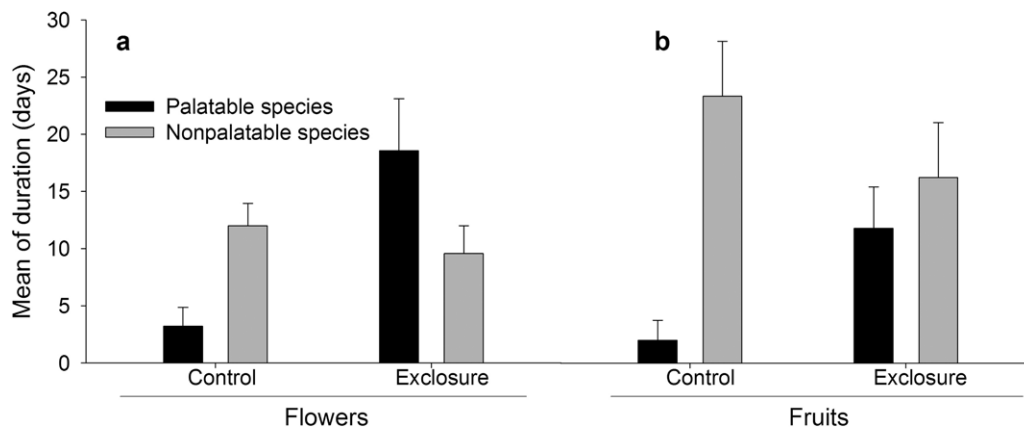 Mean of duration (days)
30
25
20
15
10
5
0
a
Palatable species
Nonpalatable species
Control
Exclosure
Flowers
b
Control
Exclosure
Fruits